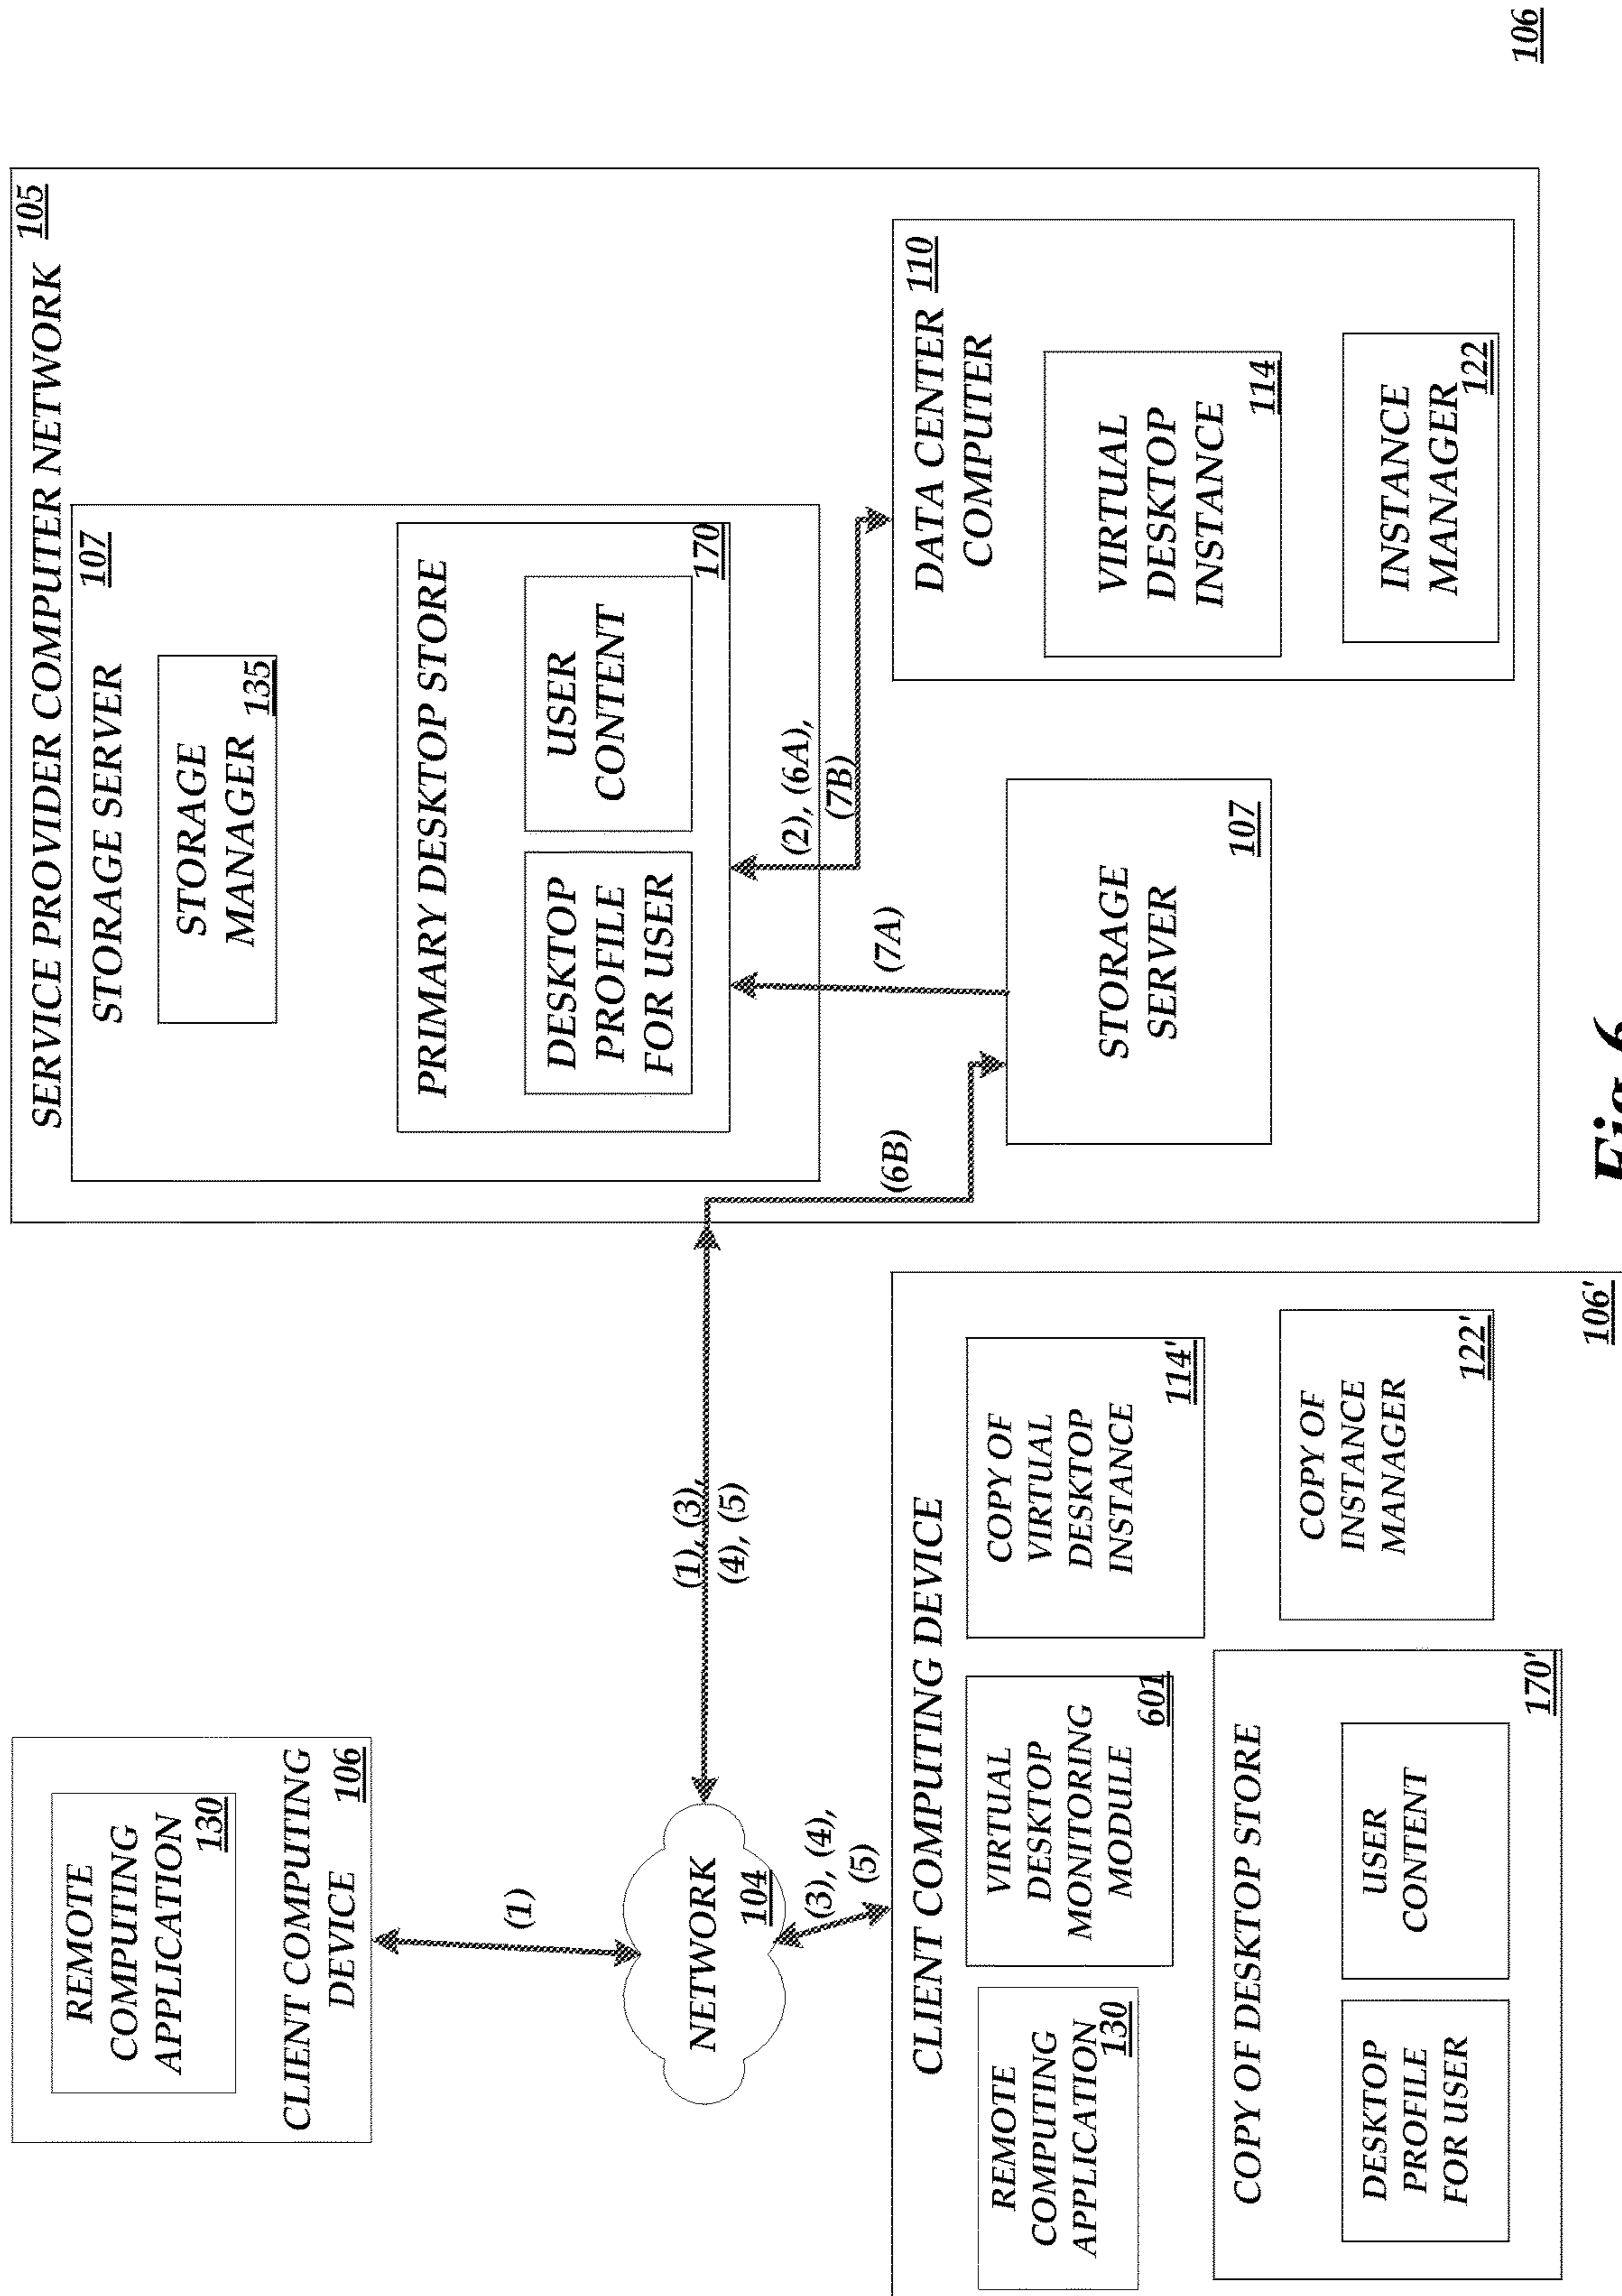 REMOTE
COMPUTING
APPLICATION
130
CLIENT COMPUTING
DEVICE
106
(1)
NETWORK
104
(1), (3),
(4), (5)
(3), (4),
(5)
CLIENT COMPUTING DEVICE
REMOTE
COMPUTING
APPLICATION
130
VIRTUAL
DESKTOP
MONITORING
MODULE
601
COPY OF
VIRTUAL
DESKTOP
INSTANCE
114'
COPY OF DESKTOP STORE
DESKTOP
PROFILE
FOR USER
USER
CONTENT
170'
COPY OF
INSTANCE
MANAGER
122'
106'
SERVICE PROVIDER COMPUTER NETWORK
105
STORAGE SERVER
107
STORAGE
MANAGER
135
PRIMARY DESKTOP STORE
DESKTOP
PROFILE
FOR USER
USER
CONTENT
170
(6B)
(7A)
(2), (6A),
(7B)
STORAGE
SERVER
107
DATA CENTER
COMPUTER
110
VIRTUAL
DESKTOP
INSTANCE
114
INSTANCE
MANAGER
122
106
Fig. 6